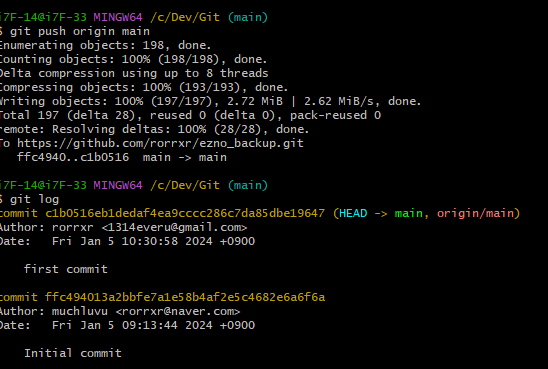 i7F-14@i7F-33 MINGW64 /c/Dev/Git (main)
$ git push origin main
Enumerating objects: 198, done.
Counting objects: 100% (198/198), done.
Delta compression using up to 8 threads
Compressing objects: 100% (193/193), done.
Writing objects: 100% (197/197), 2.72 MiB | 2.62 MiB/s, done.
Total 197 (delta 28), reused 0 (delta 0), pack-reused 0
remote: Resolving deltas: 100% (28/28), done.
To https://github.com/rorrxr/ezno_backup.git
ffc4940..c1b0516  main -> main
i7F-14@i7F-33 MINGW64 /c/Dev/Git (main)
$ git log
commit c1b0516eb1dedaf4ea9cccc286c7da85dbe19647 (HEAD -> main, origin/main)
Author: rorrxr <1314everu@gmail.com>
Date:   Fri Jan 5 10:30:58 2024 +0900
first commit
commit ffc494013a2bbfe7a1e58b4af2e5c4682e6a6f6a
Author: muchluvu <rorrxr@naver.com>
Date:   Fri Jan 5 09:13:44 2024 +0900
Initial commit